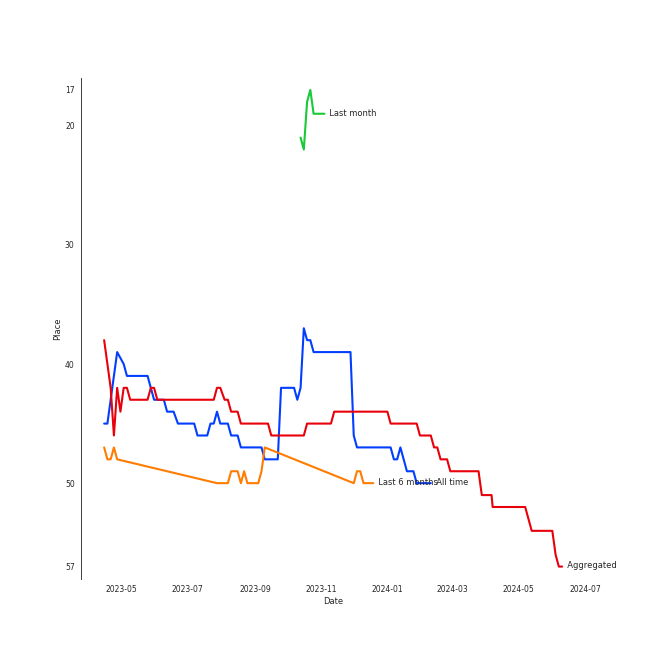 17
Last month
20
30
Place
40
50
Last 6 months
All time
57
Aggregated
2023-05
2023-07
2023-09
2023-11
2024-01
2024-03
2024-05
2024-07
Date